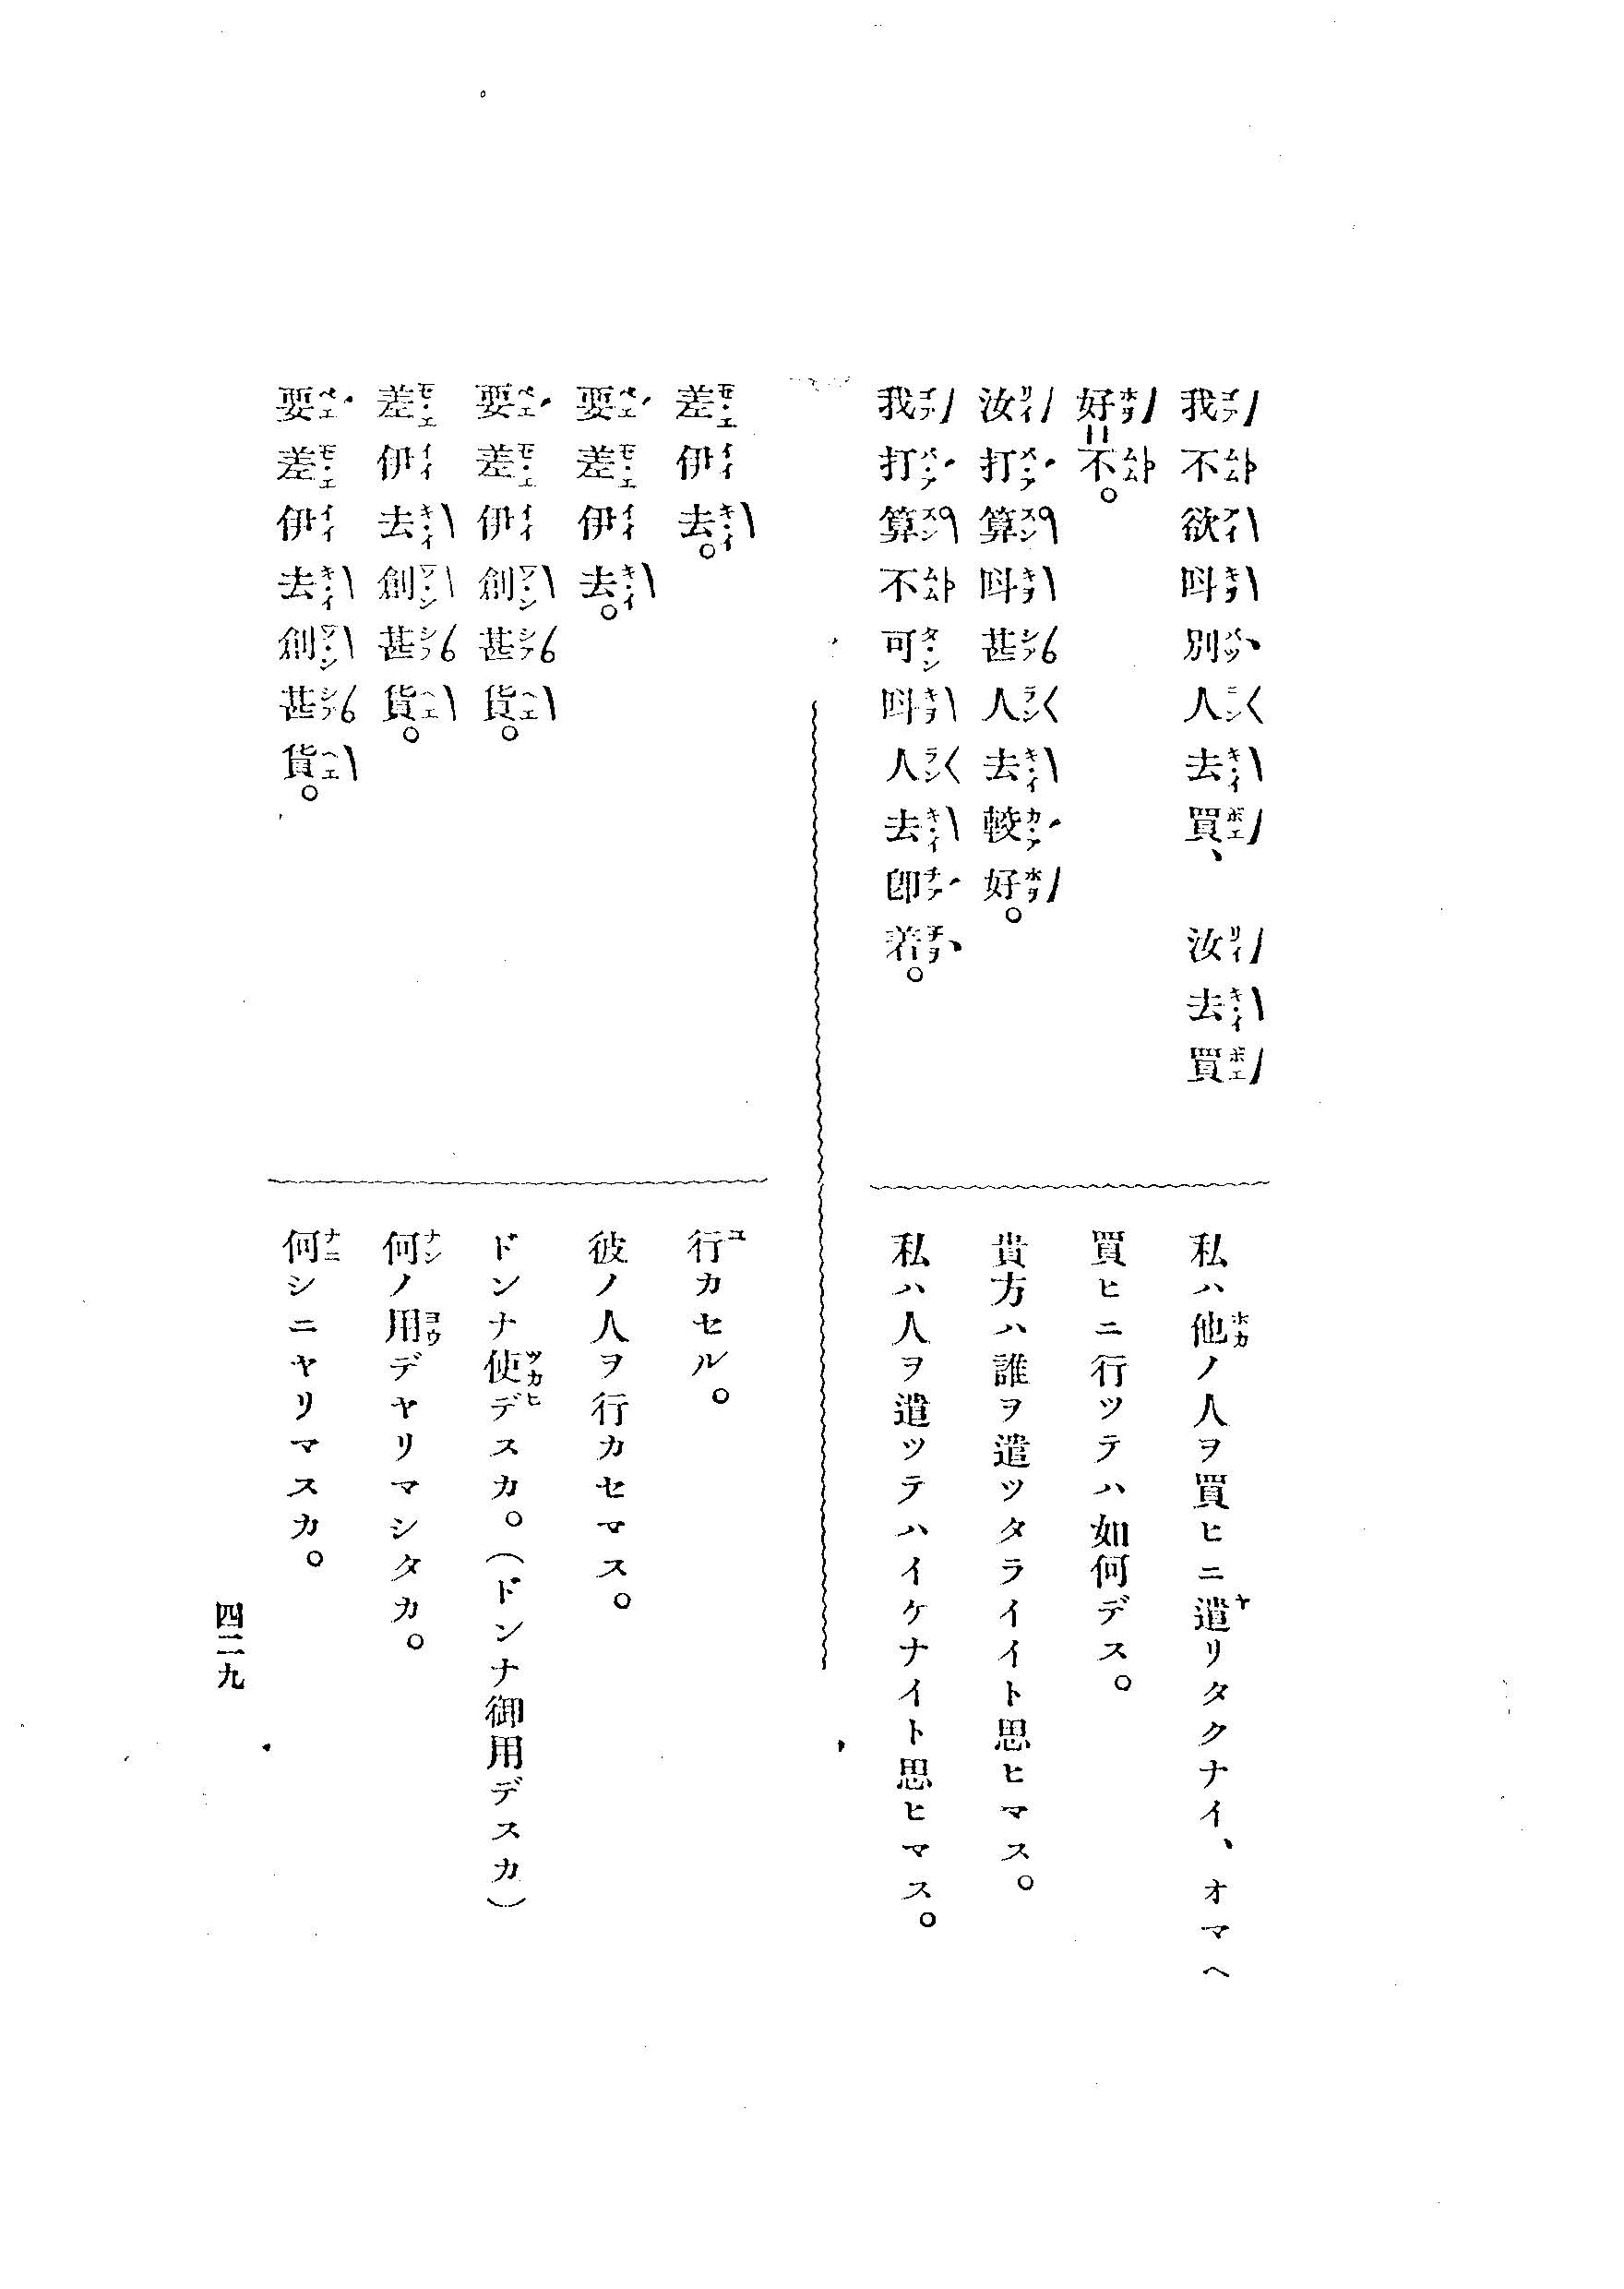 我不欲呌別人去買、汝去買
好不。
汝打算呌甚人去較好。
我打算不可呌人去卽着。
私ハ他ノ人ヲ買ヒニ遣リタクナイ、オマヘ
買ヒニ行ツテハ如何デス。
貴方ハ誰ヲ遣ツタライイト思ヒマス。
私ハ人ヲ遣ツテハイケナイト思ヒマス。
差伊去。
要差伊去。
要差伊創甚貨。
差伊去創甚貨。
要差伊去創甚貨。
行カセル。
彼ノ人ヲ行カセマス。
ドンナ使デスカ。(ドンナ御用デスカ)
何ノ用デヤリマシタカ。
何シニヤリマスカ。
四二九